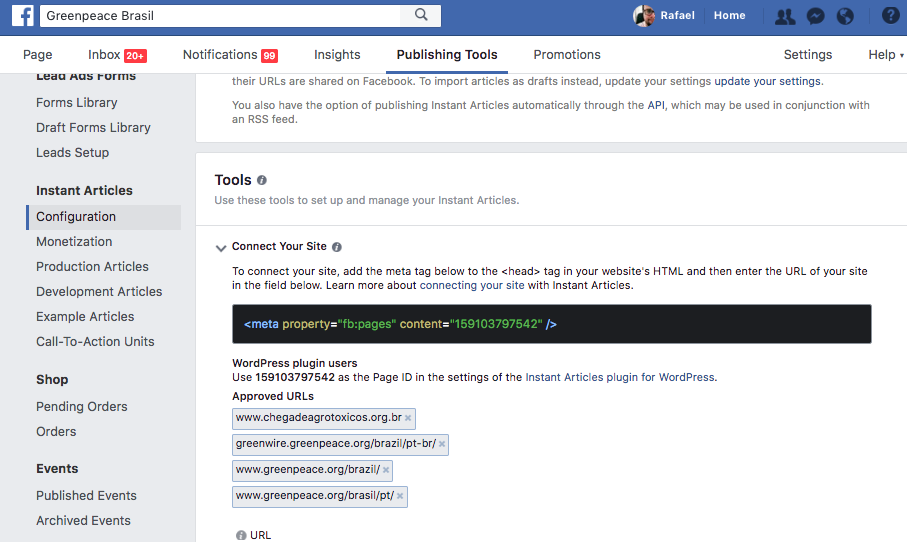 Greenpeace Brasil
Rafael Home
Page Inbox 20+ Notifications 99 Insights Publishing Tools Promotions Settings Help
Lead Ads Forms
Forms Library
Draft Forms Library
Leads Setup
Instant Articles
Configuration
Monetization
Production Articles
Development Articles
Example Articles
Call-To-Action Units
Shop
Pending Orders
Orders
Events
Published Events
Archived Events
their URLs are shared on Facebook. To import articles as drafts instead, update your settings update your settings.
You also have the option of publishing Instant Articles automatically through the API, which may be used in conjunction with
an RSS feed.
Tools
Use these tools to set up and manage your Instant Articles.
Connect Your Site
To connect your site, add the meta tag below to the <head> tag in your website's HTML and then enter the URL of your site
in the field below. Learn more about connecting your site with Instant Articles.
<meta property="fb:pages" content="159103797542" />
WordPress plugin users
Use 159103797542 as the Page ID in the settings of the Instant Articles plugin for WordPress.
Approved URLs
www.chegadeagrotoxicos.org.br
greenwire.greenpeace.org/brazil/pt-br/
www.greenpeace.org/brazil/
www.greenpeace.org/brasil/pt/
URL